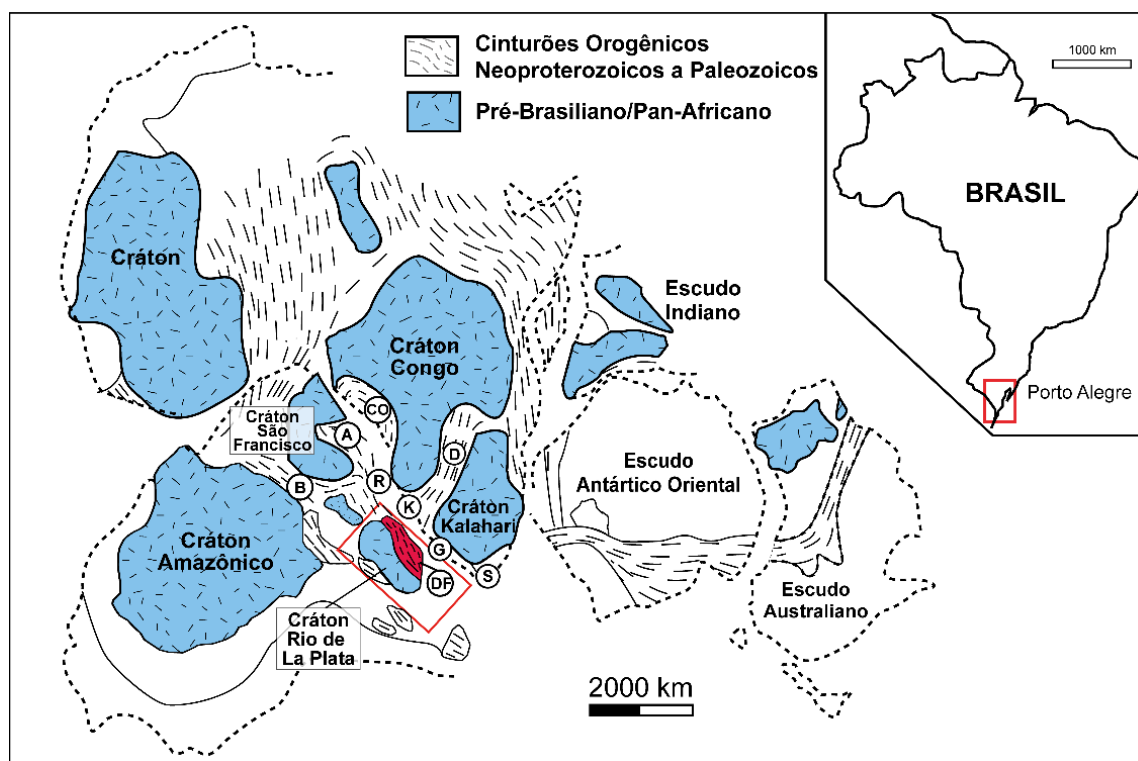 Cinturões Orogênicos
Neoproterozoicos a Paleozoicos
Pré-Brasiliano/Pan-Africano
1000 km
BRASIL
Porto Alegre
Cráton
Cráton
Congo
Escudo
Indiano
Cráton
São
Francisco
CO
A
D
B
R
K
Cráton
Kalahari
Escudo
Antártico Oriental
Cráton
Amazônico
G
S
DF
Escudo
Australiano
Cráton
Rio de
La Plata
2000 km